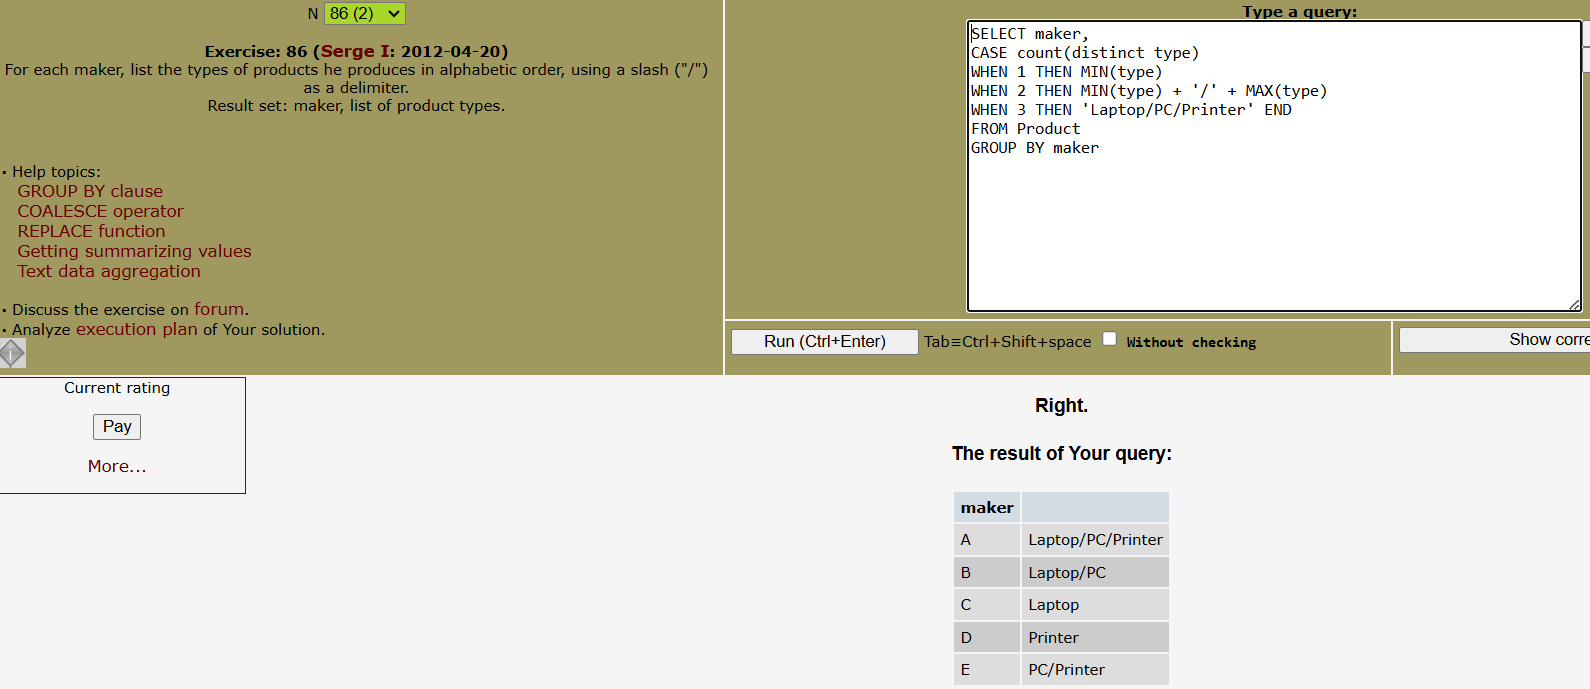 N 86 (2)
Exercise: 86 (Serge I: 2012-04-20)
For each maker, list the types of products he produces in alphabetic order, using a slash ("/")
as a delimiter.
Result set: maker, list of product types.
· Help topics:
GROUP BY clause
COALESCE operator
REPLACE function
Getting summarizing values
Text data aggregation
· Discuss the exercise on forum.
· Analyze execution plan of Your solution.
Type a query:
SELECT maker,
CASE count(distinct type)
WHEN 1 THEN MIN(type)
WHEN 2 THEN MIN(type) + '/' + MAX(type)
WHEN 3 THEN 'Laptop/PC/Printer' END
FROM Product
GROUP BY maker
Run (Ctrl+Enter) Tab≡Ctrl+Shift+space Without checking
Show corre
Current rating
Pay
More...
Right.
The result of Your query:
maker
A Laptop/PC/Printer
B Laptop/PC
C Laptop
D Printer
E PC/Printer